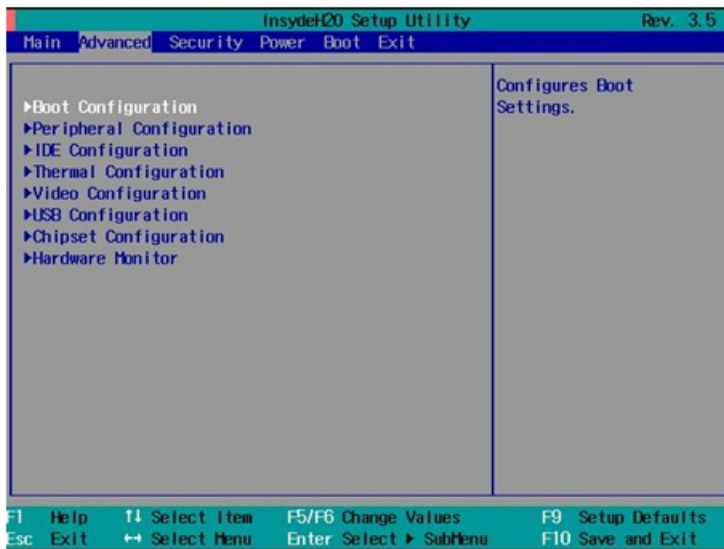 InsydeH2O Setup Utility Rev. 3.5
Main Advanced Security Power Boot Exit
▶Boot Configuration
▶Peripheral Configuration
▶IDE Configuration
▶Thermal Configuration
▶Video Configuration
▶USB Configuration
▶Chipset Configuration
▶Hardware Monitor
Configures Boot
Settings.
F1 Help ↑↓ Select Item F5/F6 Change Values F9 Setup Defaults
Esc Exit ↔ Select Menu Enter Select ▶ SubMenu F10 Save and Exit